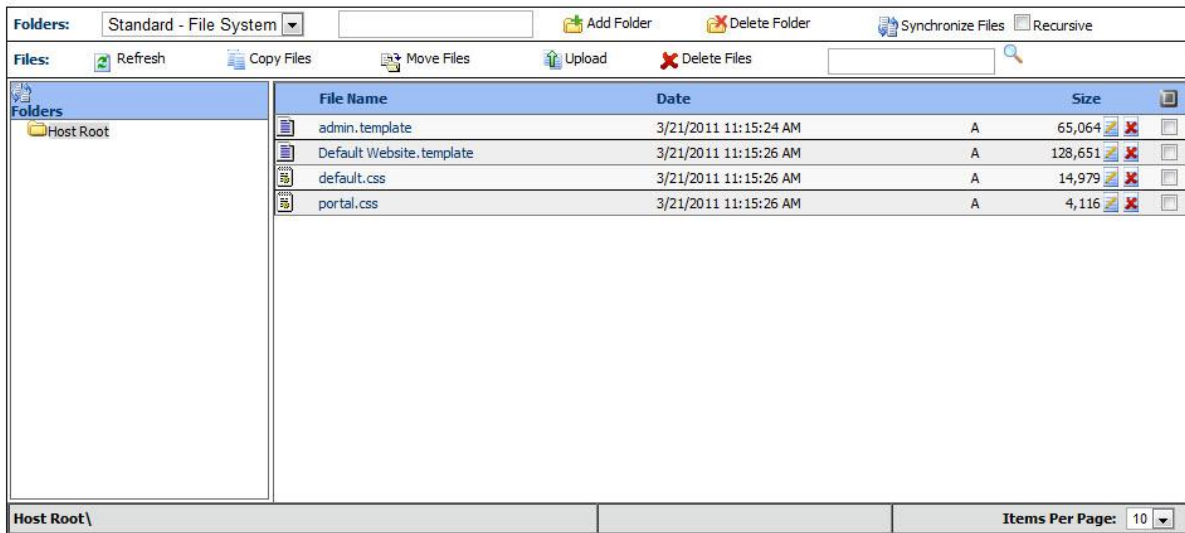 Folders: Standard - File System Add Folder Delete Folder Synchronize Files Recursive
Files: Refresh Copy Files Move Files Upload Delete Files
Folders File Name Date Size
Host Root
admin.template 3/21/2011 11:15:24 AM A 65,064
Default Website.template 3/21/2011 11:15:26 AM A 128,651
default.css 3/21/2011 11:15:26 AM A 14,979
portal.css 3/21/2011 11:15:26 AM A 4,116
Host Root\ Items Per Page: 10